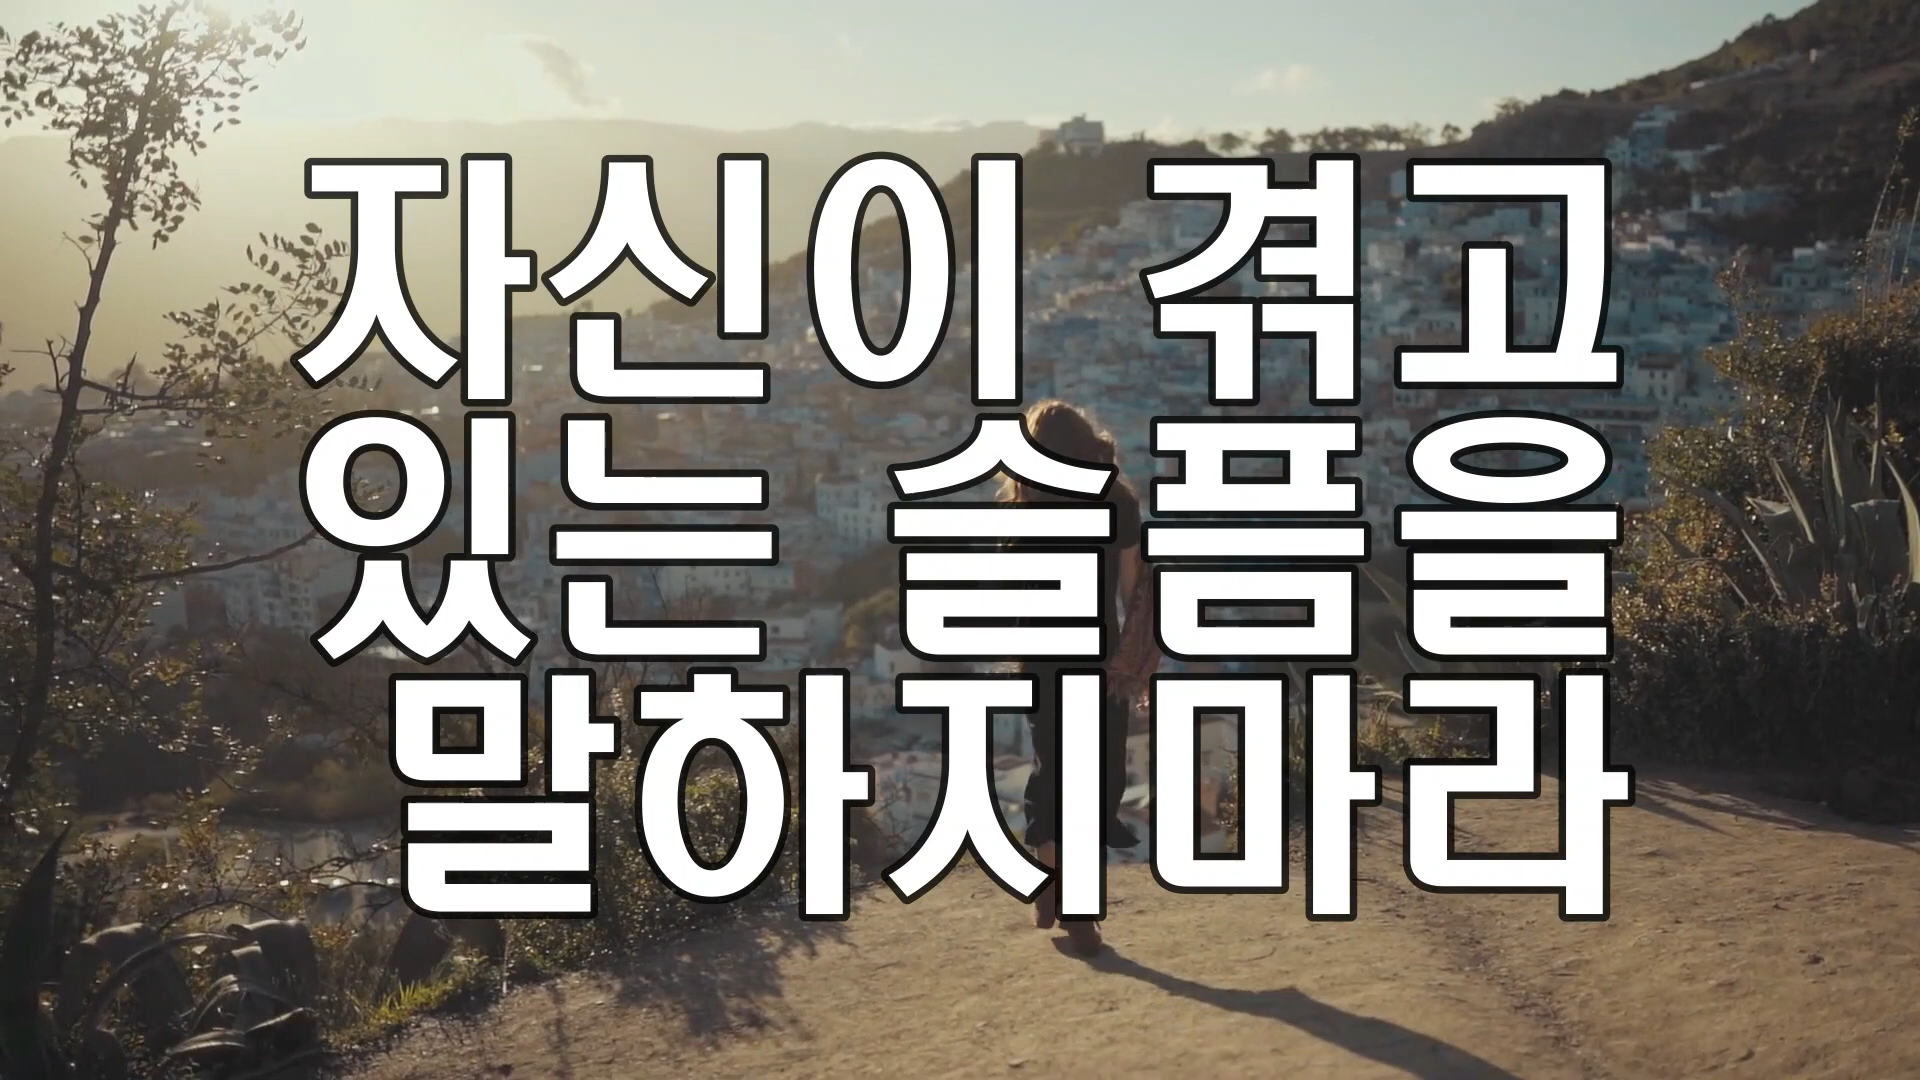 자신이 겪고
있는 슬픔을
말하지마라